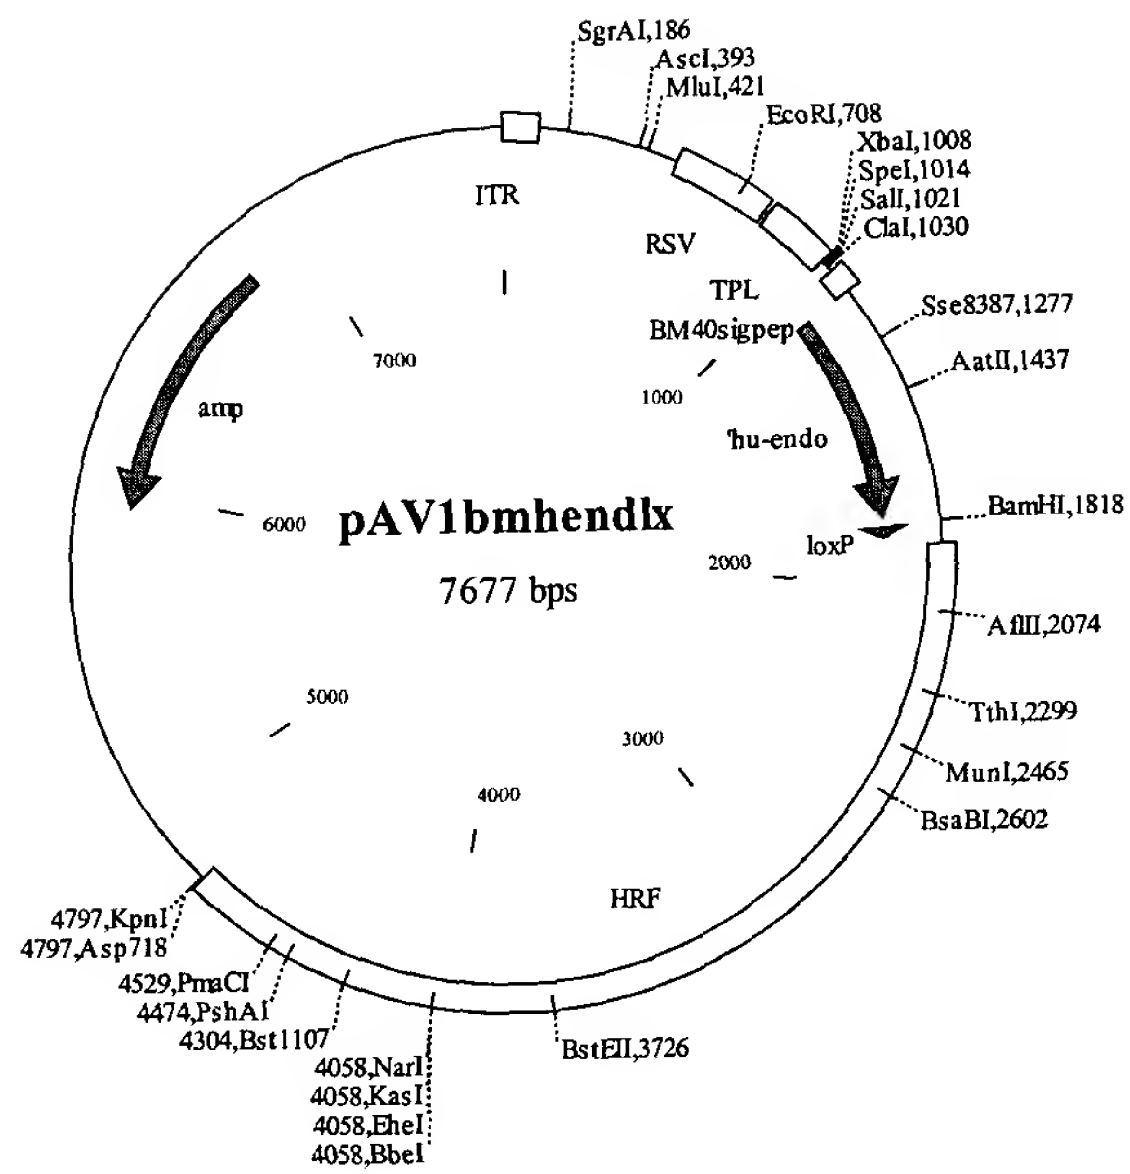 SgrAI,186
AscI,393
MluI,421
EcoRI,708
XbaI,1008
SpeI,1014
SalI,1021
ClaI,1030
ITR
RSV
TPL
BM40sigpep
Sse8387,1277
AatII,1437
7000
1000
amp
'hu-endo
BamHI,1818
pAV1bmhendlx
6000
loxP
2000
7677 bps
AflII,2074
5000
TthI,2299
3000
MunI,2465
4000
BsaBI,2602
HRF
4797,KpnI
4797,Asp718
4529,PmaCI
4474,PshAI
4304,Bst1107
BstEII,3726
4058,NarI
4058,KasI
4058,EheI
4058,BbeI